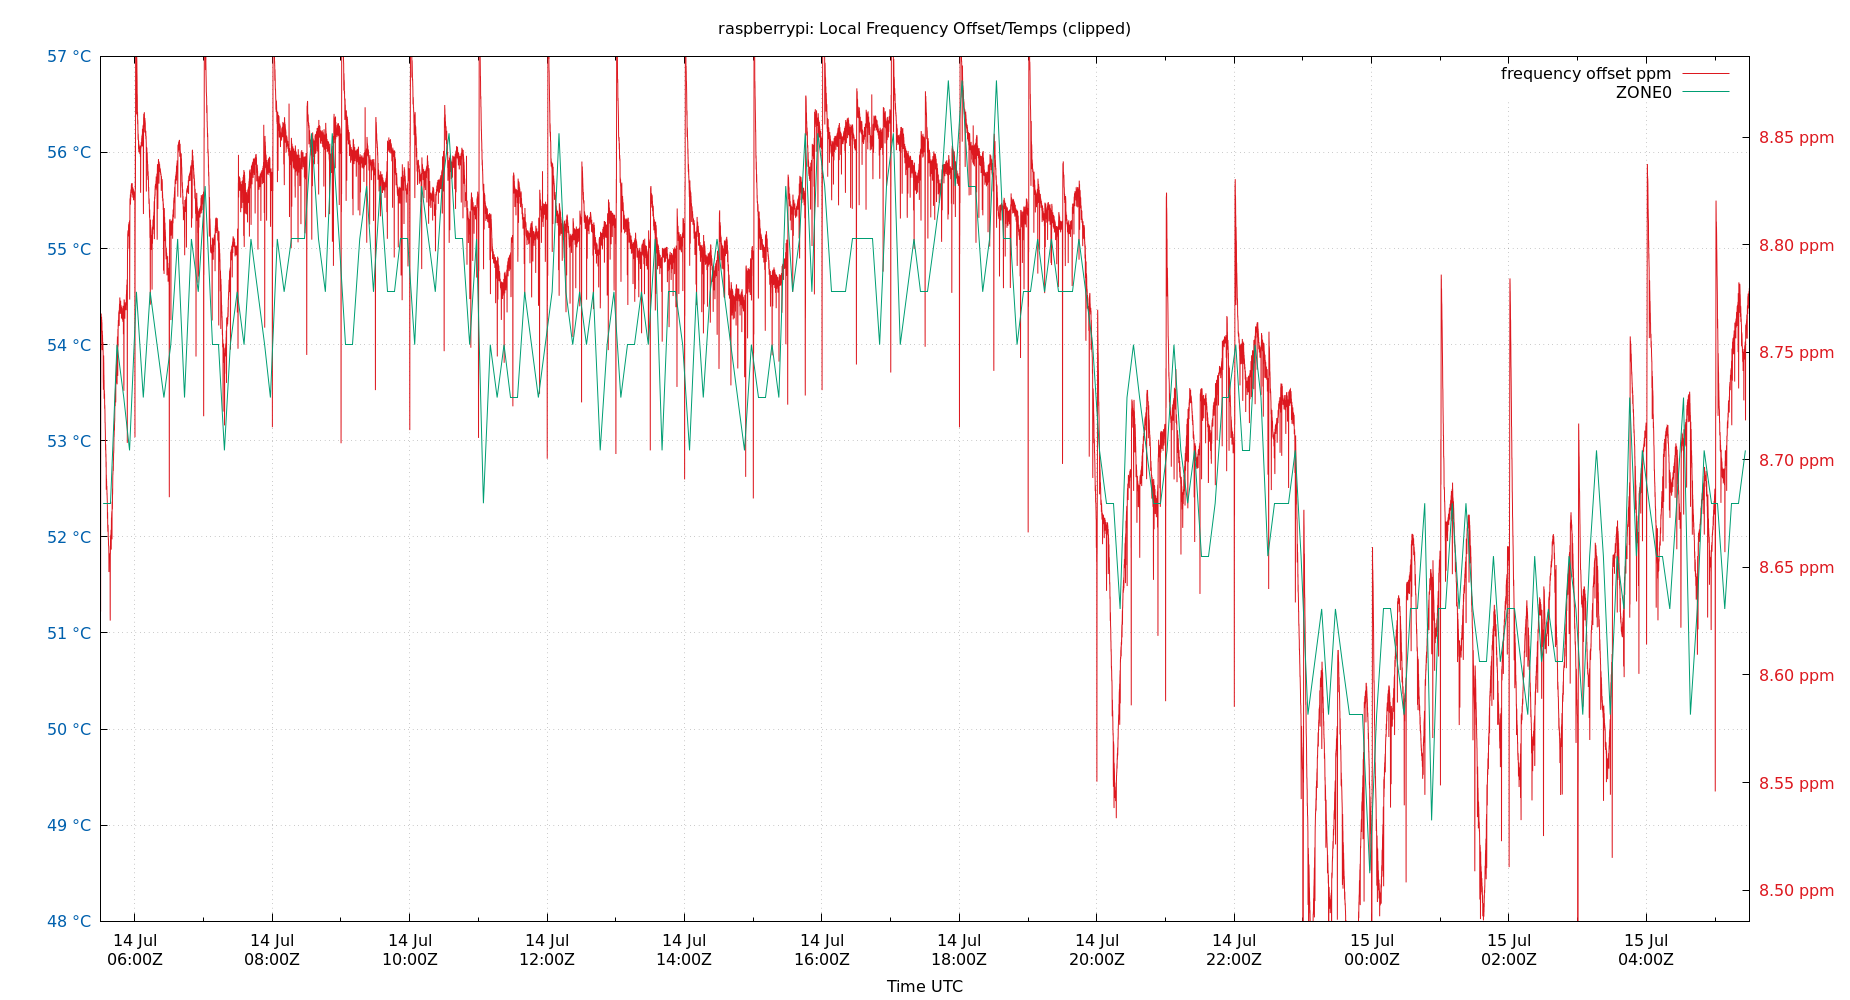 raspberrypi: Local Frequency Offset/Temps (clipped)
57 °C
56 °C
55 °C
54 °C
53 °C
52 °C
51 °C
50 °C
49 °C
48 °C
frequency offset ppm
ZONE0
8.85 ppm
8.80 ppm
8.75 ppm
8.70 ppm
8.65 ppm
8.60 ppm
8.55 ppm
8.50 ppm
14 Jul 14 Jul 14 Jul 14 Jul 14 Jul 14 Jul 14 Jul 14 Jul 14 Jul 15 Jul 15 Jul 15 Jul
06:00Z 08:00Z 10:00Z 12:00Z 14:00Z 16:00Z 18:00Z 20:00Z 22:00Z 00:00Z 02:00Z 04:00Z
Time UTC